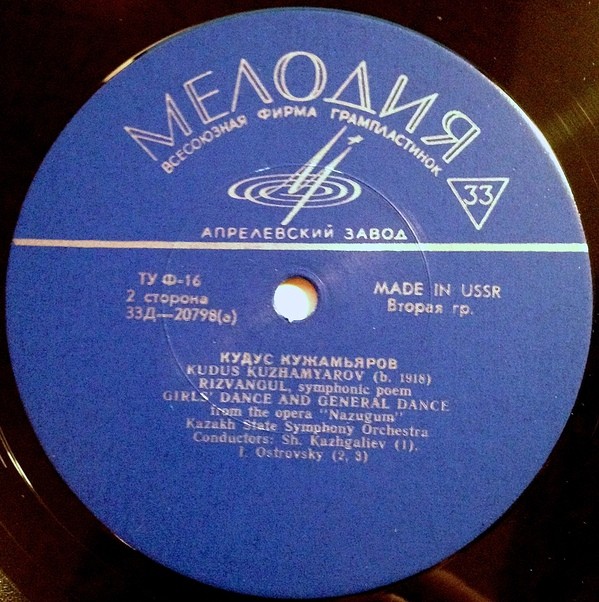 МЕЛОДИЯ
ВСЕСОЮЗНАЯ ФИРМА ГРАМПЛАСТИНОК
33
АПРЕЛЕВСКИЙ ЗАВОД
ТУ Ф-16
2 сторона
33Д—20798(а)
MADE IN USSR
Вторая гр.
КУДУС КУЖАМЬЯРОВ
KUDUS KUZHAMYAROV (b. 1918)
RIZVANGUL, symphonic poem
GIRLS' DANCE AND GENERAL DANCE
from the opera "Nazugum"
Kazakh State Symphony Orchestra
Conductors: Sh. Kazhgaliev (1).
I. Ostrovsky (2, 3)